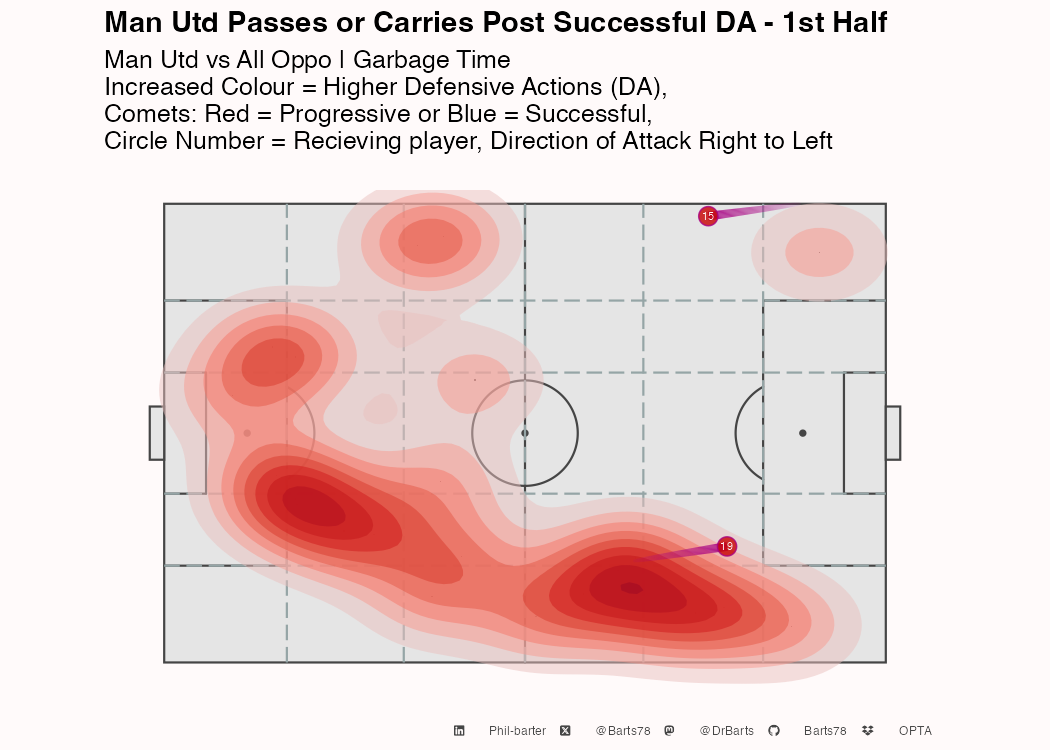 Man Utd Passes or Carries Post Successful DA - 1st Half
Man Utd vs All Oppo | Garbage Time
Increased Colour = Higher Defensive Actions (DA),
Comets: Red = Progressive or Blue = Successful,
Circle Number = Recieving player, Direction of Attack Right to Left
15
19
Phil-barter @Barts78 @DrBarts Barts78 OPTA